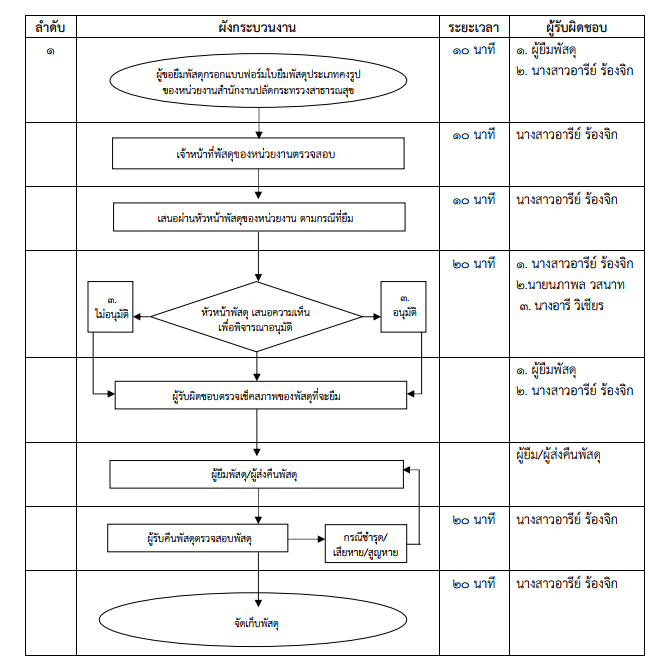 ลำดับ ผังกระบวนงาน ระยะเวลา ผู้รับผิดชอบ
๑
ผู้ขอยืมพัสดุกรอกแบบฟอร์มใบยืมพัสดุประเภทคงรูป
ของหน่วยงานสำนักงานปลัดกระทรวงสาธารณสุข
๑๐ นาที
๑. ผู้ยืมพัสดุ
๒. นางสาวอารีย์ ร้องจิก
เจ้าหน้าที่พัสดุของหน่วยงานตรวจสอบ
๑๐ นาที
นางสาวอารีย์ ร้องจิก
เสนอผ่านหัวหน้าพัสดุของหน่วยงาน ตามกรณีที่ยืม
๑๐ นาที
นางสาวอารีย์ ร้องจิก
๓.
ไม่อนุมัติ
หัวหน้าพัสดุ เสนอความเห็น
เพื่อพิจารณาอนุมัติ
๓.
อนุมัติ
๒๐ นาที
๑. นางสาวอารีย์ ร้องจิก
๒.นายนภาพล วสนาท
๓. นางอารี วิเชียร
ผู้รับผิดชอบตรวจเช็คสภาพของพัสดุที่จะยืม
๑. ผู้ยืมพัสดุ
๒. นางสาวอารีย์ ร้องจิก
ผู้ยืมพัสดุ/ผู้ส่งคืนพัสดุ
ผู้ยืม/ผู้ส่งคืนพัสดุ
ผู้รับคืนพัสดุตรวจสอบพัสดุ
กรณีชำรุด/
เสียหาย/สูญหาย
๒๐ นาที
นางสาวอารีย์ ร้องจิก
จัดเก็บพัสดุ
๒๐ นาที
นางสาวอารีย์ ร้องจิก